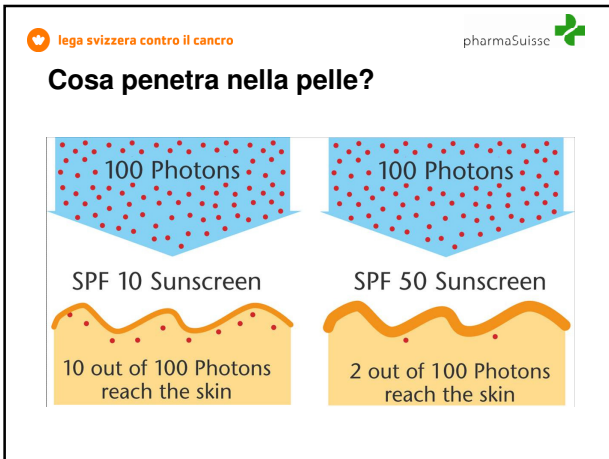 lega svizzera contro il cancro
pharmaSuisse
Cosa penetra nella pelle?
100 Photons
100 Photons
SPF 10 Sunscreen
SPF 50 Sunscreen
10 out of 100 Photons
reach the skin
2 out of 100 Photons
reach the skin